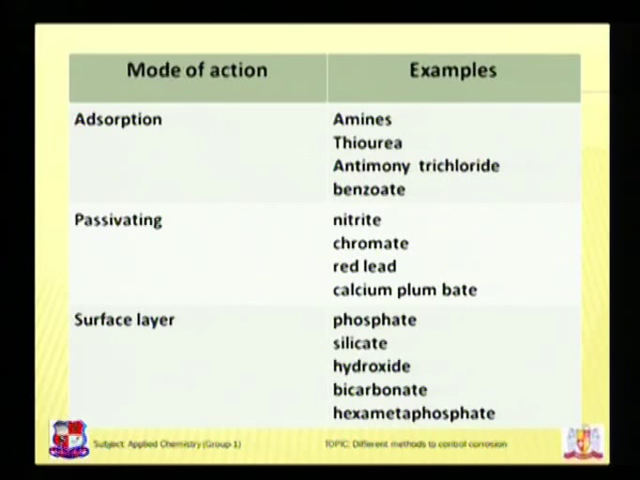 Mode of action
Examples
Adsorption
Amines
Thiourea
Antimony trichloride
benzoate
Passivating
nitrite
chromate
red lead
calcium plum bate
Surface layer
phosphate
silicate
hydroxide
bicarbonate
hexametaphosphate
Subject: Applied Chemistry (Group 1)
TOPIC: Different methods to control corrosion